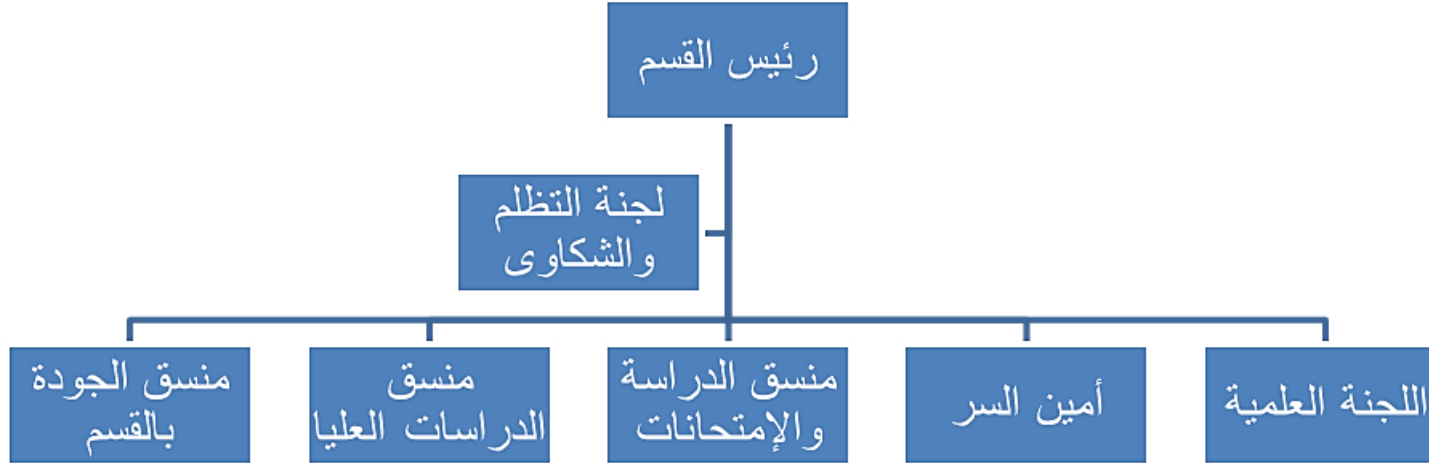 رئيس القسم
لجنة التظلم
والشكاوى
اللجنة العلمية
أمين السر
منسق الدراسة
والإمتحانات
منسق
الدراسات العليا
منسق الجودة
بالقسم